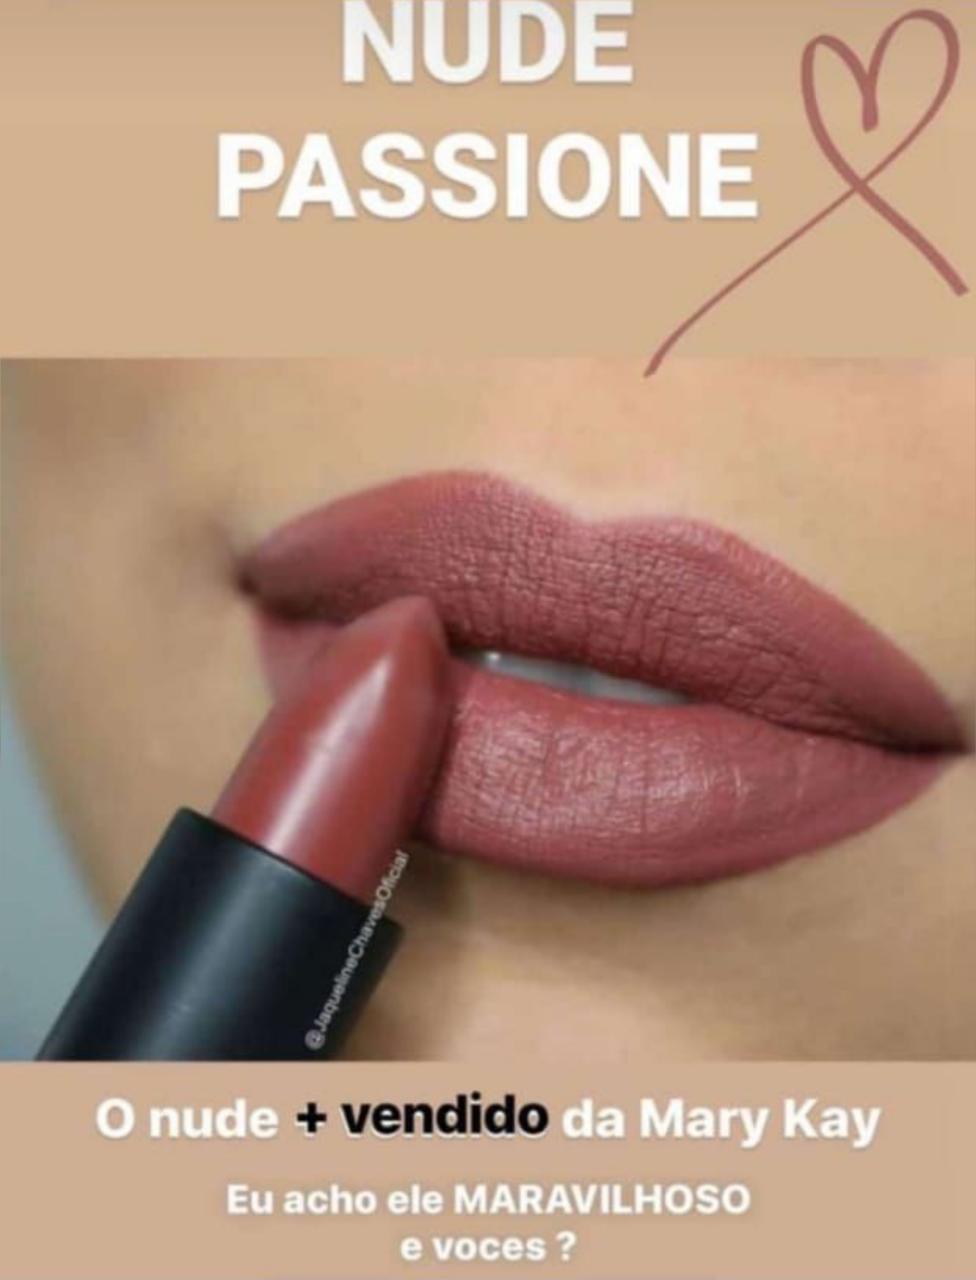 NUDE
PASSIONE
@JaquelineChavesOficial
O nude + vendido da Mary Kay
Eu acho ele MARAVILHOSO
e voces ?